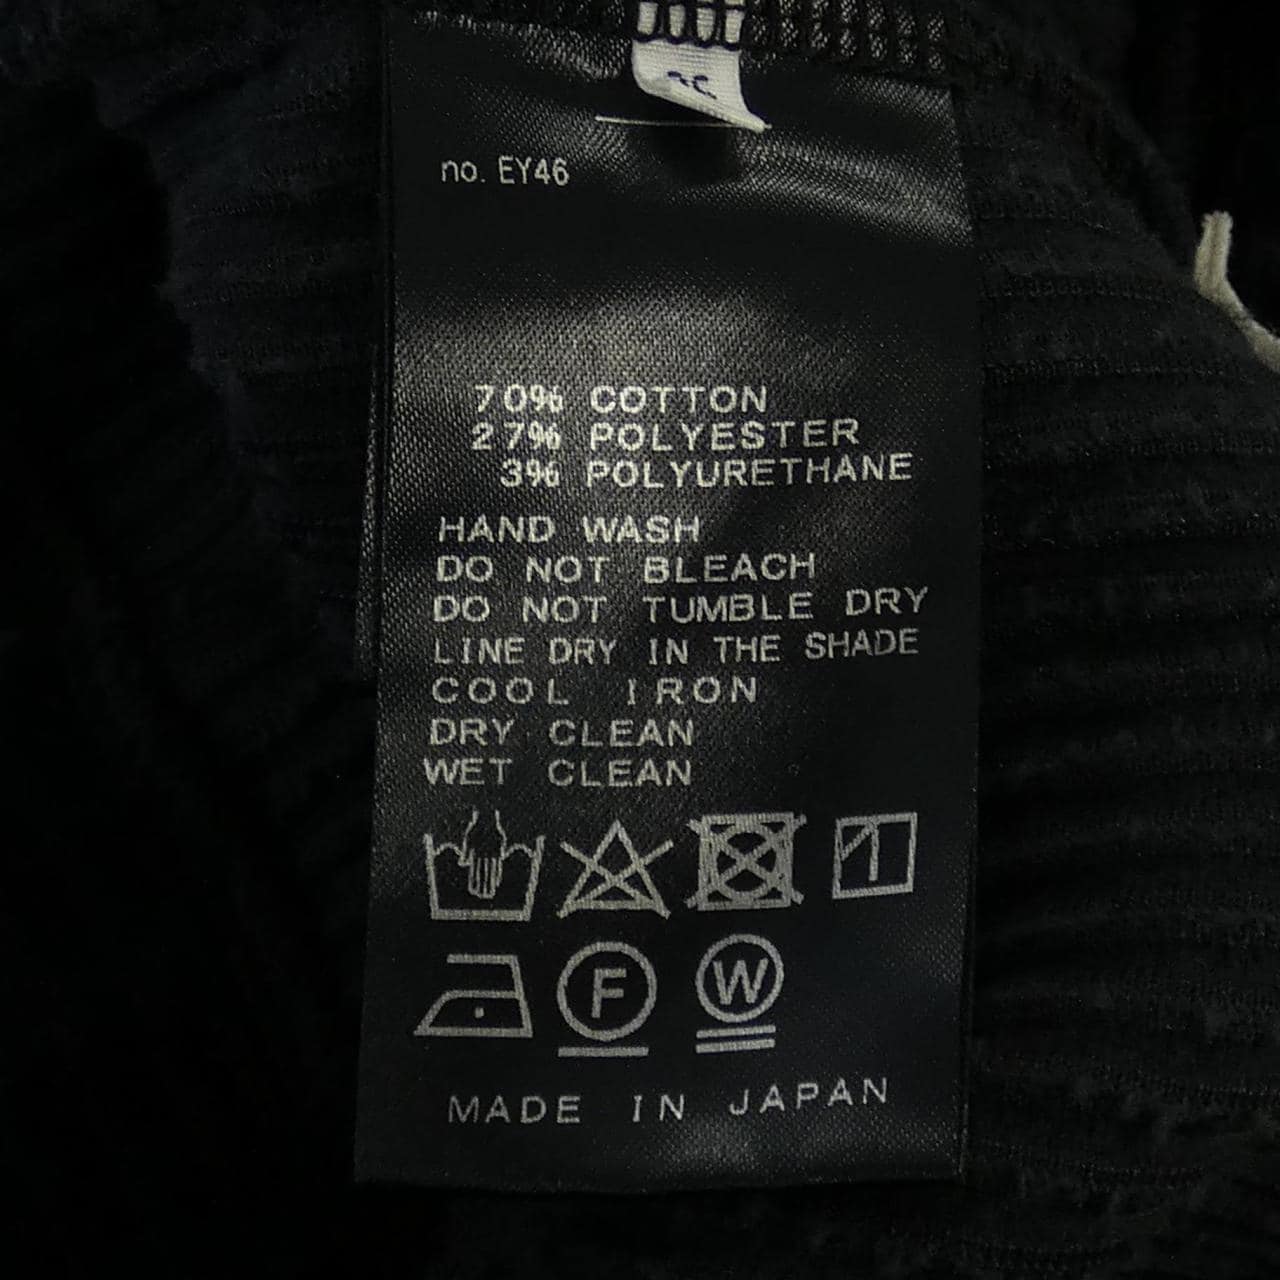 no. EY46
70% COTTON
27% POLYESTER
3% POLYURETHANE
HAND WASH
DO NOT BLEACH
DO NOT TUMBLE DRY
LINE DRY IN THE SHADE
COOL IRON
DRY CLEAN
WET CLEAN
F W
MADE IN JAPAN